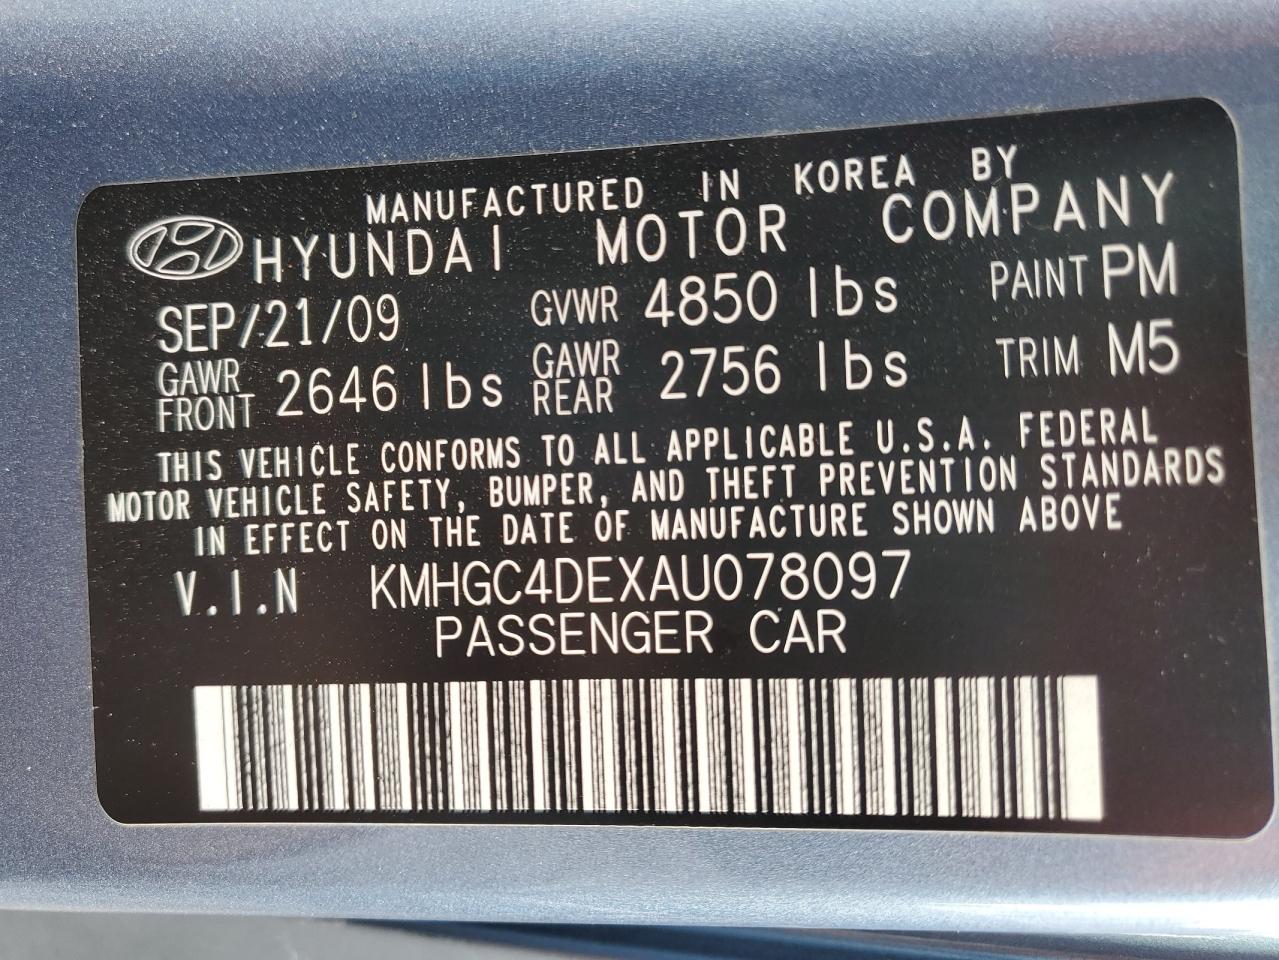 MANUFACTURED IN KOREA BY
HYUNDAI MOTOR COMPANY
SEP/21/09 GVWR 4850 lbs PAINT PM
GAWR FRONT 2646 lbs GAWR REAR 2756 lbs TRIM M5
THIS VEHICLE CONFORMS TO ALL APPLICABLE U.S.A. FEDERAL
MOTOR VEHICLE SAFETY, BUMPER, AND THEFT PREVENTION STANDARDS
IN EFFECT ON THE DATE OF MANUFACTURE SHOWN ABOVE
V.I.N KMHGC4DEXAU078097
PASSENGER CAR